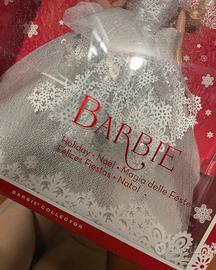 BARBIE
Holiday • Noël • Magia delle Feste
Felices Fiestas • Natal
BARBIE COLLECTOR